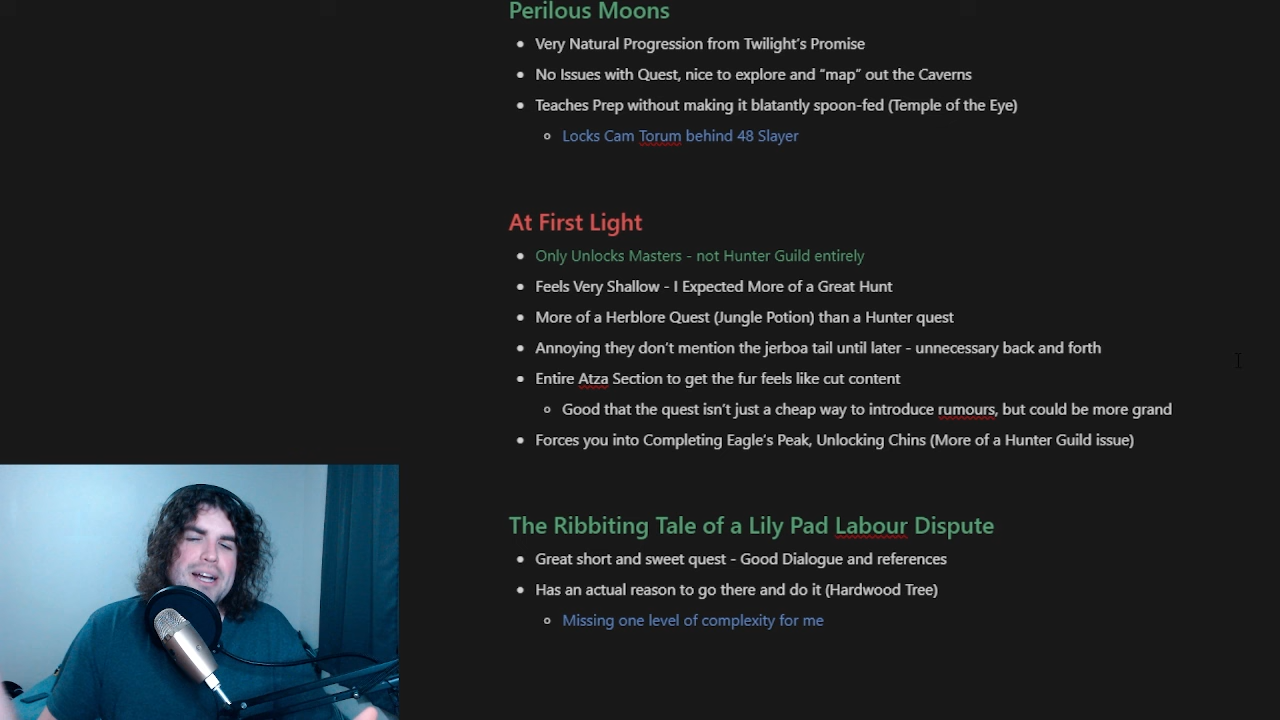 Perilous Moons
Very Natural Progression from Twilight's Promise
No Issues with Quest, nice to explore and “map” out the Caverns
Teaches Prep without making it blatantly spoon-fed (Temple of the Eye)
Locks Cam Torum behind 48 Slayer
At First Light
Only Unlocks Masters - not Hunter Guild entirely
Feels Very Shallow - I Expected More of a Great Hunt
More of a Herblore Quest (Jungle Potion) than a Hunter quest
Annoying they don't mention the jerboa tail until later - unnecessary back and forth
Entire Atza Section to get the fur feels like cut content
Good that the quest isn't just a cheap way to introduce rumours, but could be more grand
Forces you into Completing Eagle's Peak, Unlocking Chins (More of a Hunter Guild issue)
The Ribbiting Tale of a Lily Pad Labour Dispute
Great short and sweet quest - Good Dialogue and references
Has an actual reason to go there and do it (Hardwood Tree)
Missing one level of complexity for me